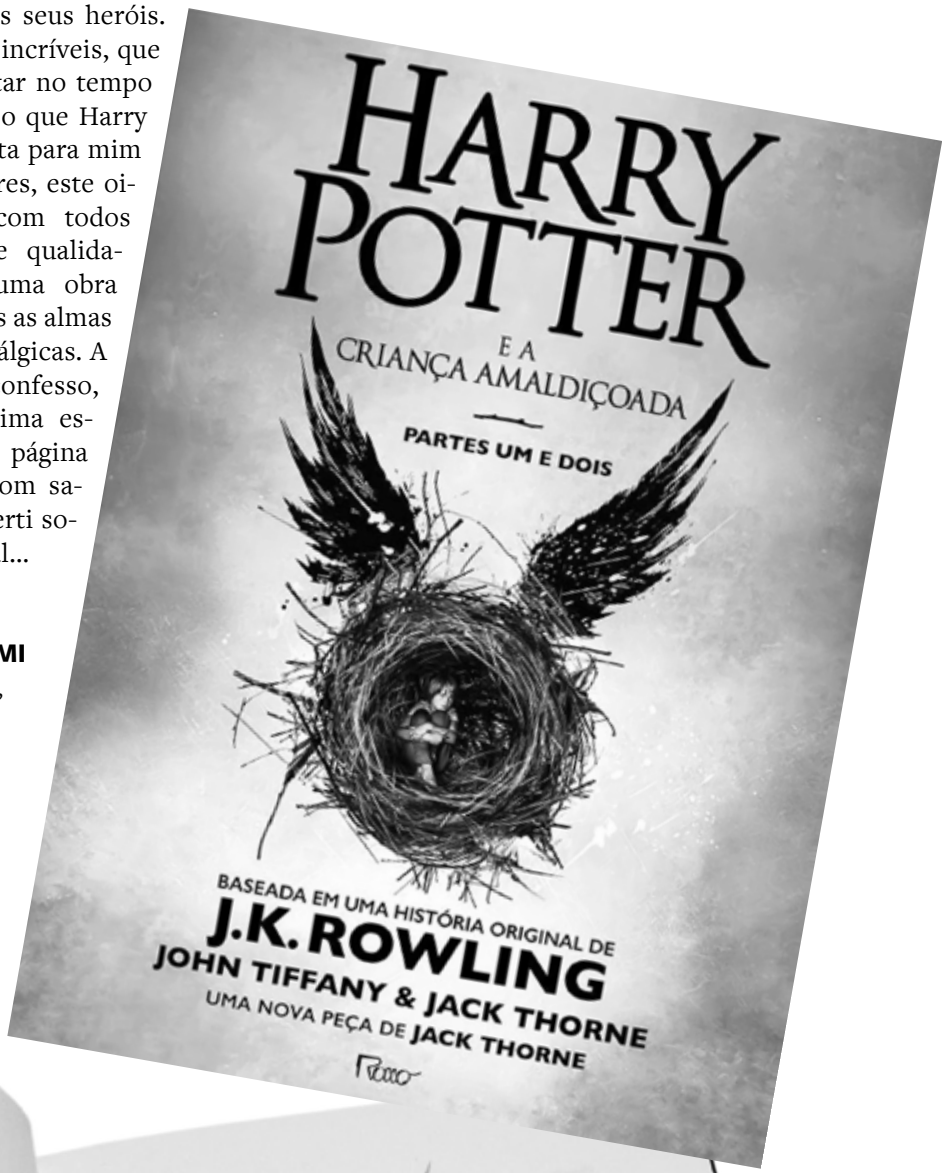 s seus heróis.
incríveis, que
tar no tempo
o que Harry
ta para mim
res, este oi-
com todos
e qualida-
uma obra
s as almas
álgicas. A
onfesso,
ima es-
página
om sa-
erti so-
l...
MI
,
HARRY
POTTER
E A
CRIANÇA AMALDIÇOADA
PARTES UM E DOIS
BASEADA EM UMA HISTÓRIA ORIGINAL DE
J.K. ROWLING
JOHN TIFFANY & JACK THORNE
UMA NOVA PEÇA DE JACK THORNE
Rocco